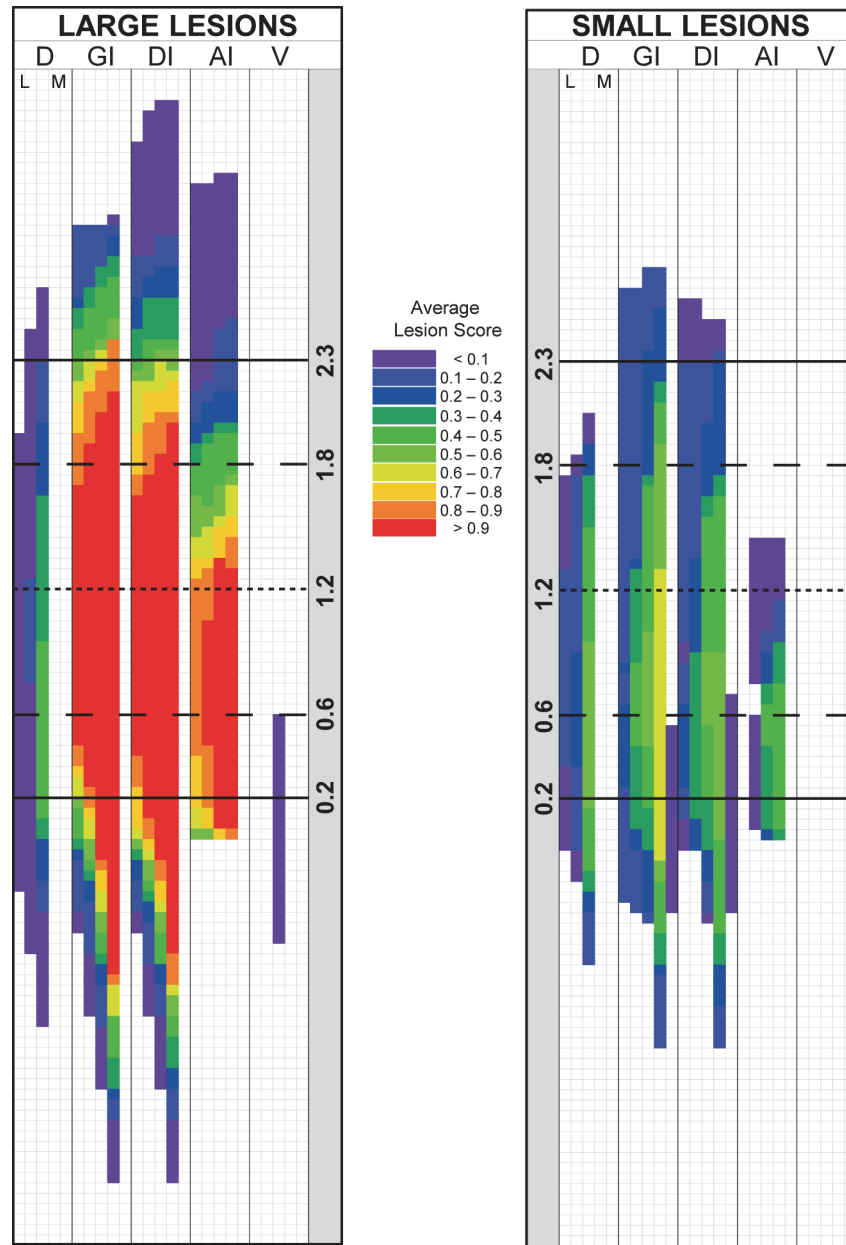 LARGE LESIONS
D GI DI AI V
L M
2.3
1.8
1.2
0.6
0.2
Average
Lesion Score
< 0.1
0.1 – 0.2
0.2 – 0.3
0.3 – 0.4
0.4 – 0.5
0.5 – 0.6
0.6 – 0.7
0.7 – 0.8
0.8 – 0.9
> 0.9
SMALL LESIONS
D GI DI AI V
L M
2.3
1.8
1.2
0.6
0.2